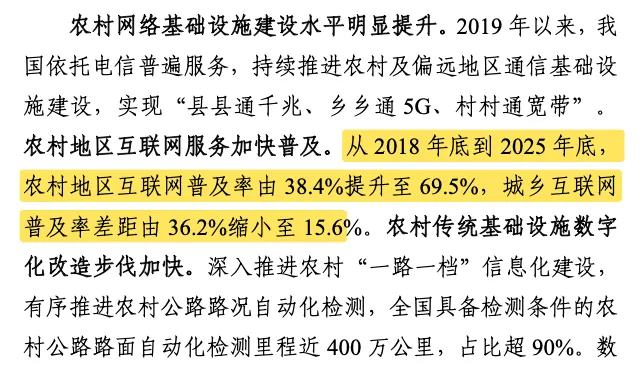 农村网络基础设施建设水平明显提升。2019 年以来，我
国依托电信普遍服务，持续推进农村及偏远地区通信基础设
施建设，实现“县县通千兆、乡乡通 5G、村村通宽带”。
农村地区互联网服务加快普及。从 2018 年底到 2025 年底，
农村地区互联网普及率由 38.4%提升至 69.5%，城乡互联网
普及率差距由 36.2%缩小至 15.6%。农村传统基础设施数字
化改造步伐加快。深入推进农村“一路一档”信息化建设，
有序推进农村公路路况自动化检测，全国具备检测条件的农
村公路路面自动化检测里程近 400 万公里，占比超 90%。数